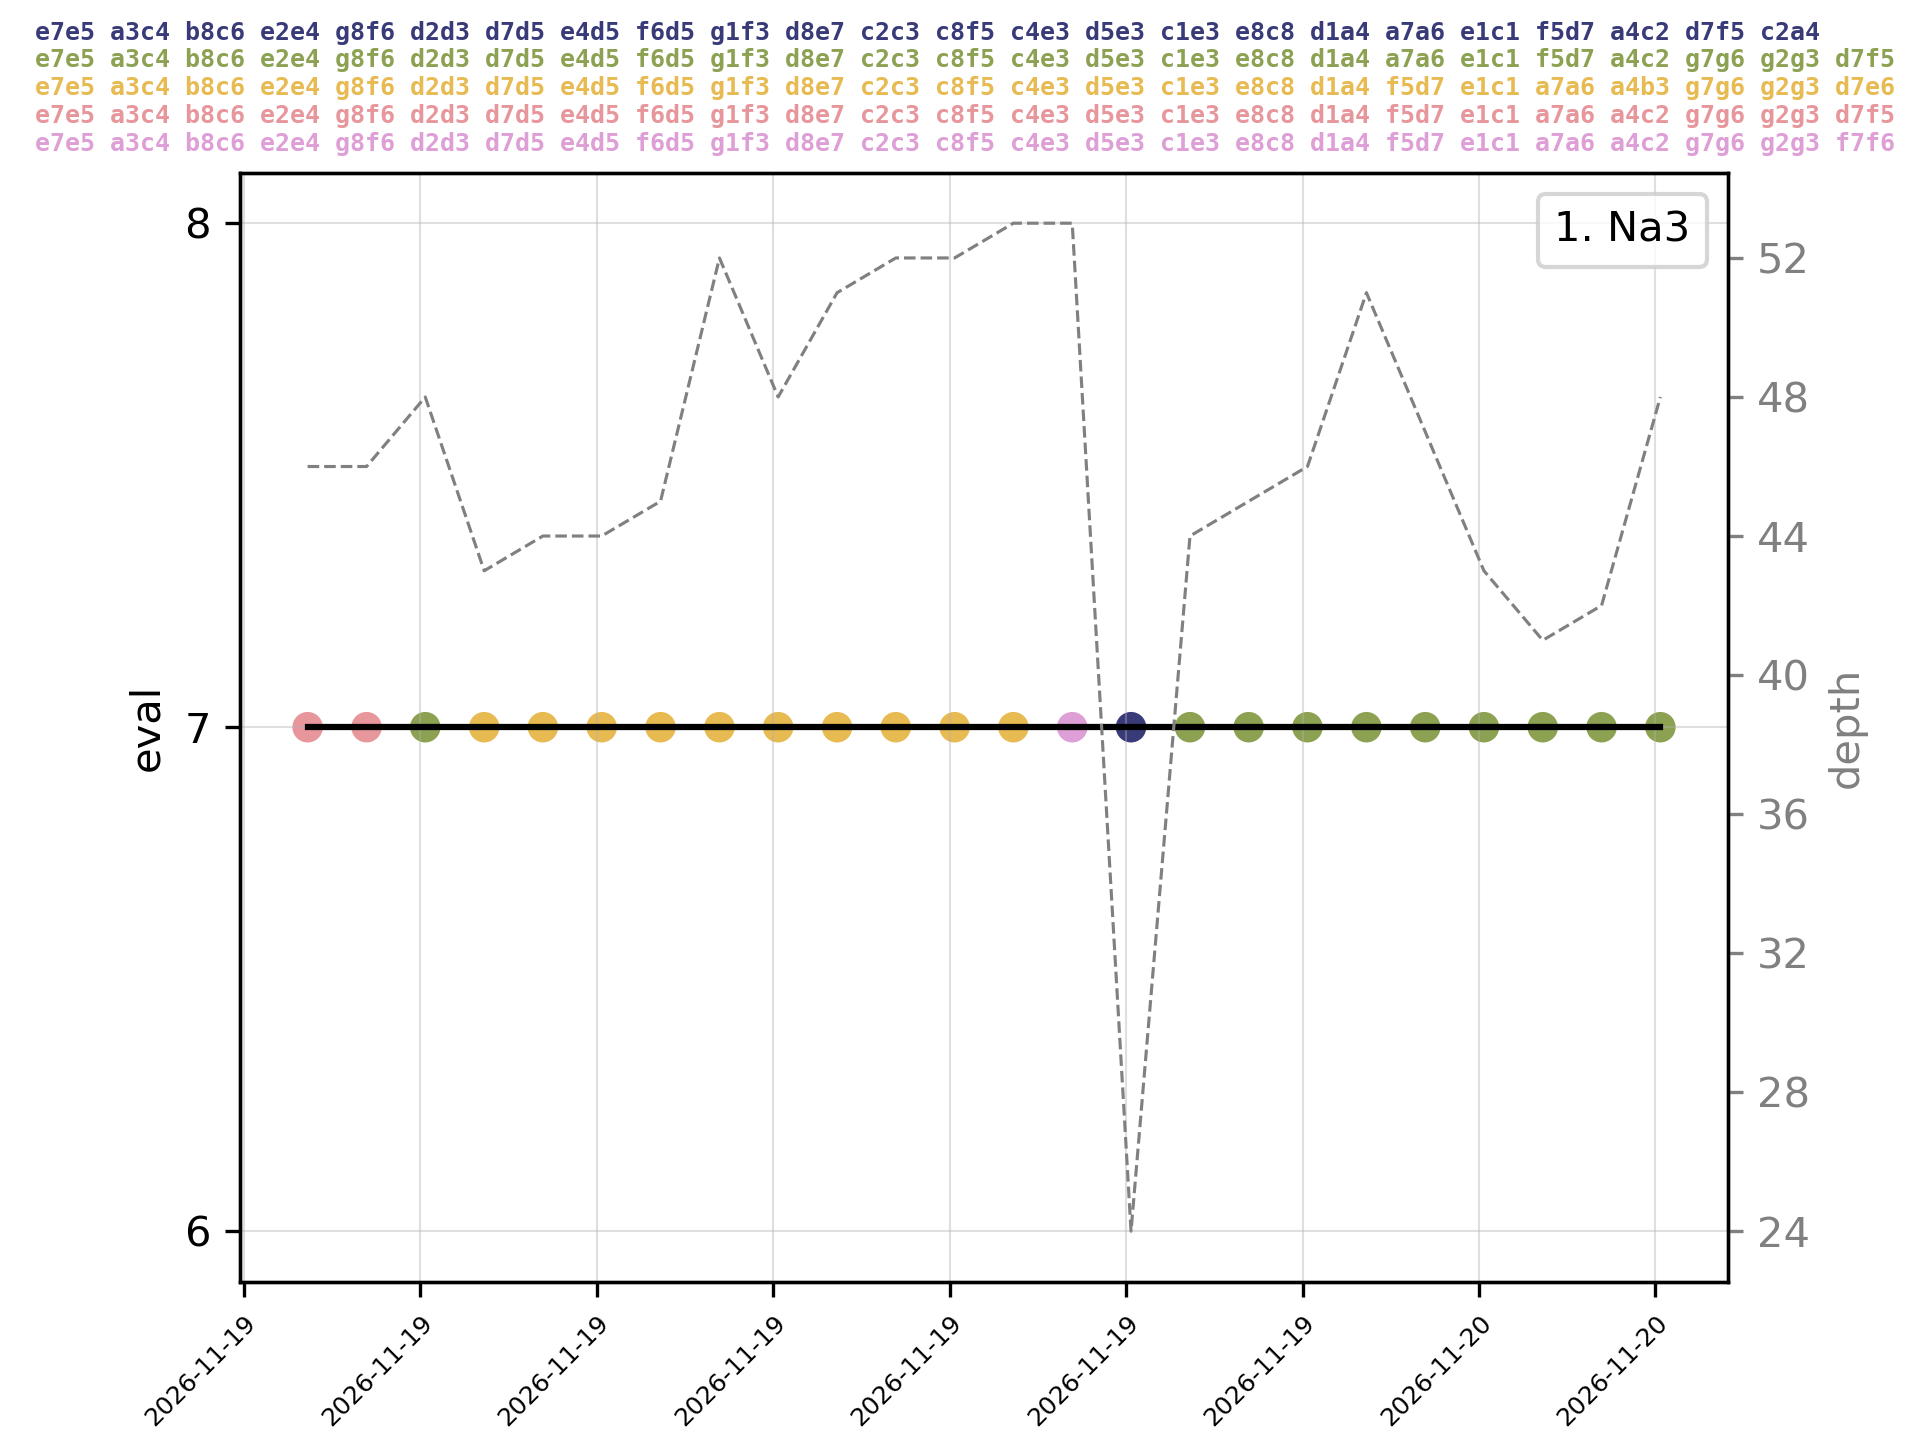 e7e5 a3c4 b8c6 e2e4 g8f6 d2d3 d7d5 e4d5 f6d5 g1f3 d8e7 c2c3 c8f5 c4e3 d5e3 c1e3 e8c8 d1a4 a7a6 e1c1 f5d7 a4c2 d7f5 c2a4
e7e5 a3c4 b8c6 e2e4 g8f6 d2d3 d7d5 e4d5 f6d5 g1f3 d8e7 c2c3 c8f5 c4e3 d5e3 c1e3 e8c8 d1a4 a7a6 e1c1 f5d7 a4c2 g7g6 g2g3 d7f5
e7e5 a3c4 b8c6 e2e4 g8f6 d2d3 d7d5 e4d5 f6d5 g1f3 d8e7 c2c3 c8f5 c4e3 d5e3 c1e3 e8c8 d1a4 f5d7 e1c1 a7a6 a4b3 g7g6 g2g3 d7e6
e7e5 a3c4 b8c6 e2e4 g8f6 d2d3 d7d5 e4d5 f6d5 g1f3 d8e7 c2c3 c8f5 c4e3 d5e3 c1e3 e8c8 d1a4 f5d7 e1c1 a7a6 a4c2 g7g6 g2g3 d7f5
e7e5 a3c4 b8c6 e2e4 g8f6 d2d3 d7d5 e4d5 f6d5 g1f3 d8e7 c2c3 c8f5 c4e3 d5e3 c1e3 e8c8 d1a4 f5d7 e1c1 a7a6 a4c2 g7g6 g2g3 f7f6
1. Na3
8
7
6
eval
52
48
44
40
36
32
28
24
depth
2026-11-19
2026-11-19
2026-11-19
2026-11-19
2026-11-19
2026-11-19
2026-11-19
2026-11-20
2026-11-20